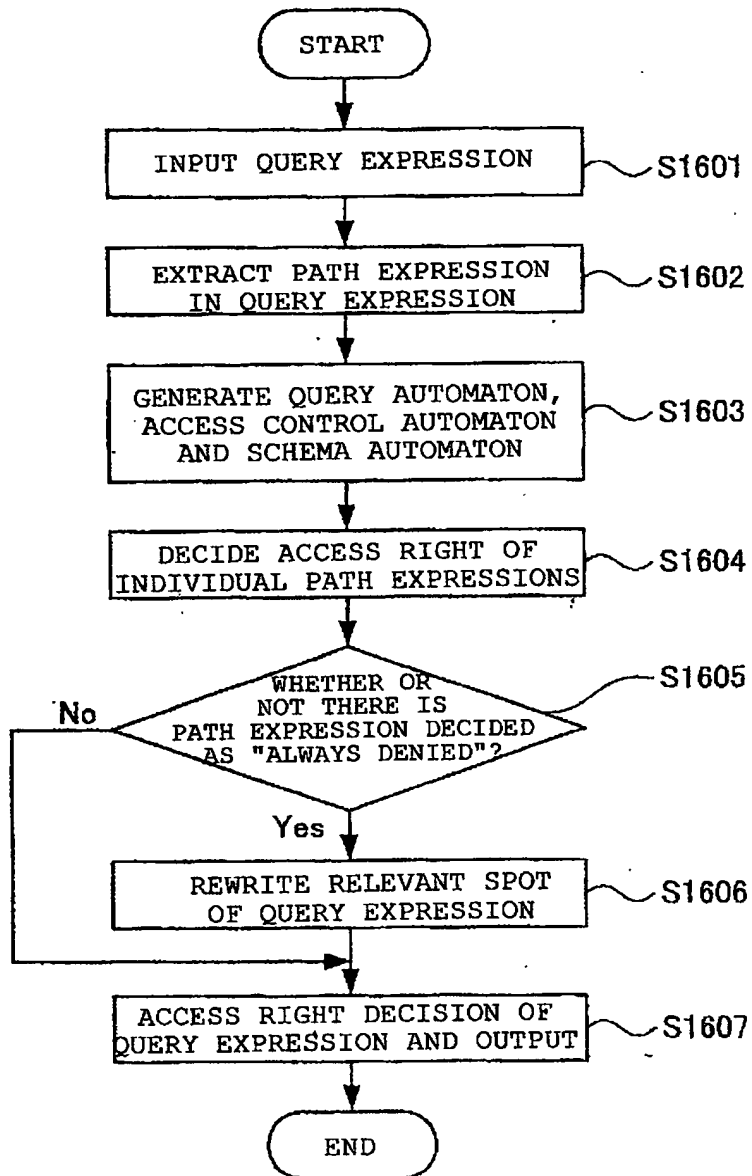 START
INPUT QUERY EXPRESSION
S1601
EXTRACT PATH EXPRESSION
IN QUERY EXPRESSION
S1602
GENERATE QUERY AUTOMATON,
ACCESS CONTROL AUTOMATON
AND SCHEMA AUTOMATON
S1603
DECIDE ACCESS RIGHT OF
INDIVIDUAL PATH EXPRESSIONS
S1604
WHETHER OR
NOT THERE IS
PATH EXPRESSION DECIDED
AS "ALWAYS DENIED"?
S1605
No
Yes
REWRITE RELEVANT SPOT
OF QUERY EXPRESSION
S1606
ACCESS RIGHT DECISION OF
QUERY EXPRESSION AND OUTPUT
S1607
END